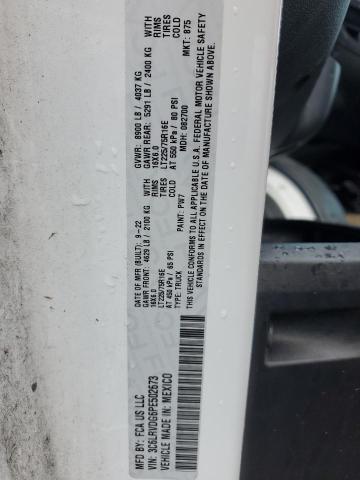 MFD BY: FCA US LLC
DATE OF MFR (BUILT): 9-22
GVWR: 8900 LB / 4037 KG
GAWR FRONT: 4629 LB / 2100 KG WITH
16X6.0 RIMS
LT225/75R16E TIRES
AT 450 kPa / 65 PSI COLD
GAWR REAR: 5291 LB / 2400 KG WITH
16X6.0 RIMS
LT225/75R16E TIRES
AT 550 kPa / 80 PSI COLD
TYPE: TRUCK PAINT: PW7 MDH: 082700 MKT: 875
THIS VEHICLE CONFORMS TO ALL APPLICABLE U.S.A. FEDERAL MOTOR VEHICLE SAFETY
STANDARDS IN EFFECT ON THE DATE OF MANUFACTURE SHOWN ABOVE.
VIN: 3C6LRVDG6PE502673
VEHICLE MADE IN: MEXICO